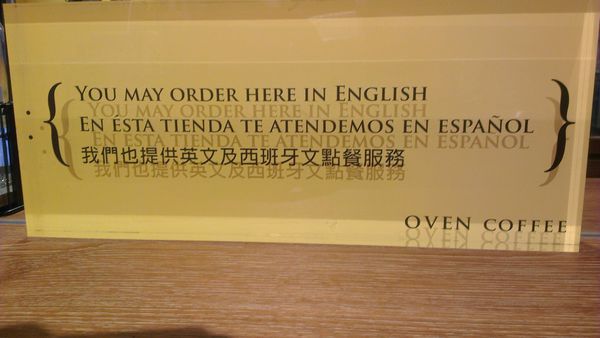 You may order here in English
En ésta tienda te atendemos en español
我們也提供英文及西班牙文點餐服務
OVEN COFFEE